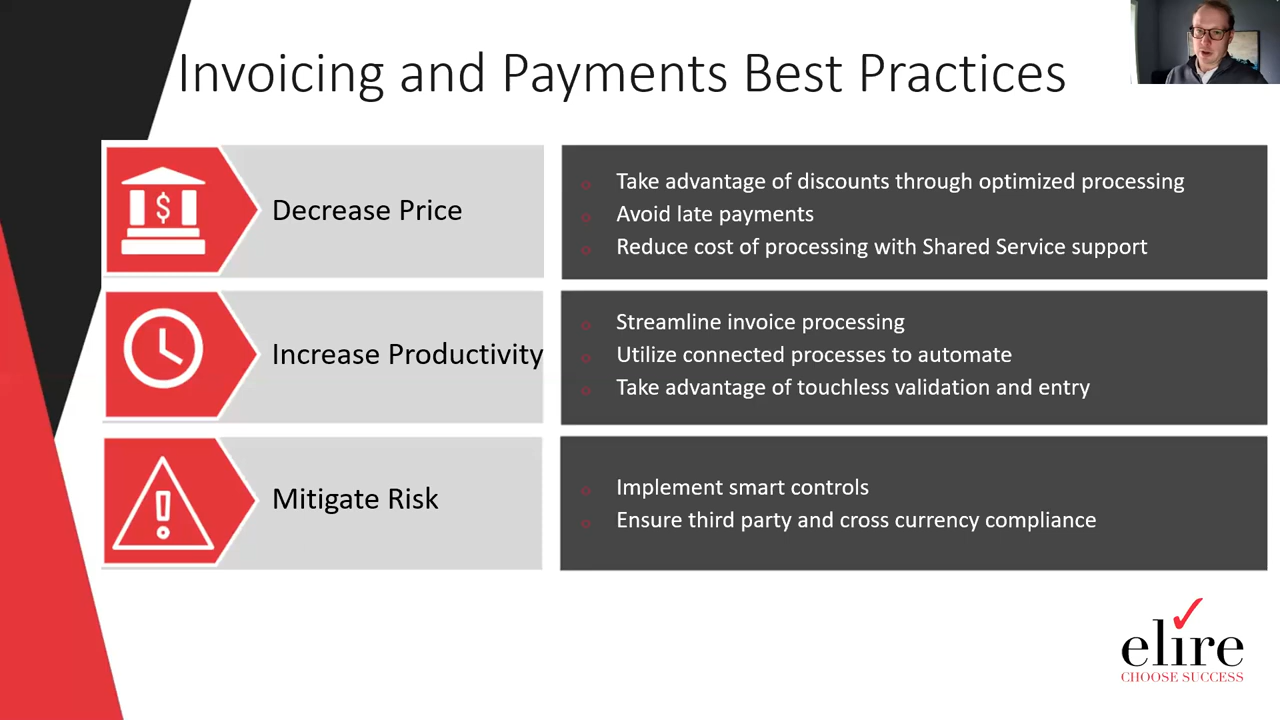 Invoicing and Payments Best Practices
$
Decrease Price
Take advantage of discounts through optimized processing
Avoid late payments
Reduce cost of processing with Shared Service support
Increase Productivity
Streamline invoice processing
Utilize connected processes to automate
Take advantage of touchless validation and entry
!
Mitigate Risk
Implement smart controls
Ensure third party and cross currency compliance
elire
CHOOSE SUCCESS